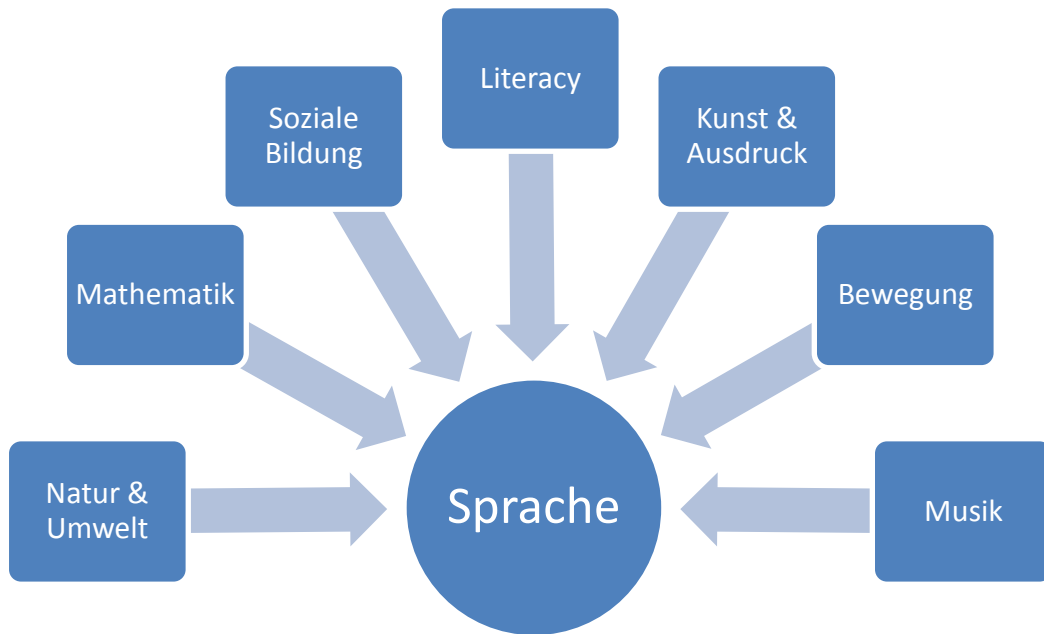 Literacy
Soziale
Bildung
Kunst &
Ausdruck
Mathematik
Bewegung
Natur &
Umwelt
Sprache
Musik